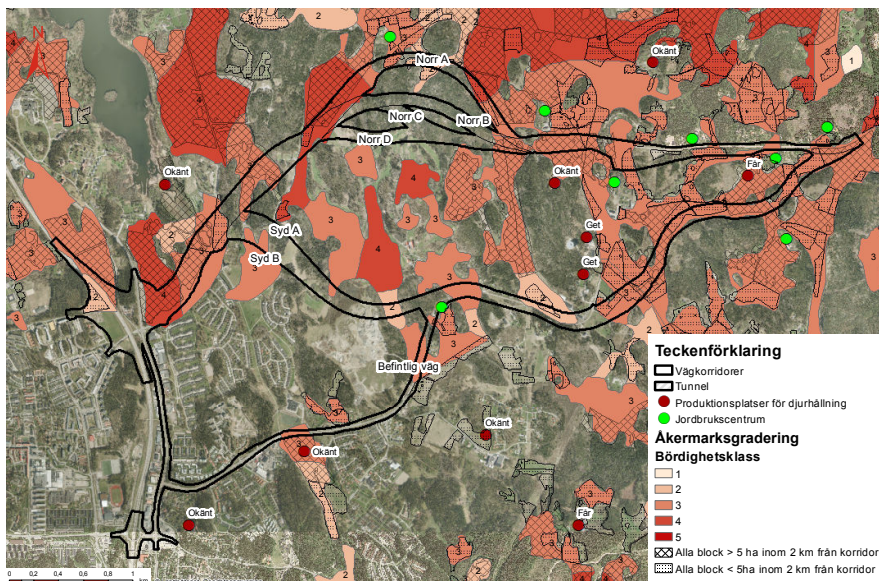 N
Norr A
Norr B
Norr C
Norr D
Syd A
Syd B
Befintlig väg
Okänt
Okänt
Okänt
Får
Get
Get
Okänt
Okänt
Okänt
Får
Teckenförklaring
Vägkorridorer
Tunnel
Produktionsplatser för djurhållning
Jordbrukscentrum
Åkermarksgradering
Bördighetsklass
1
2
3
4
5
Alla block > 5 ha inom 2 km från korridor
Alla block < 5ha inom 2 km från korridor
0 0,2 0,4 0,6 0,8 1
km